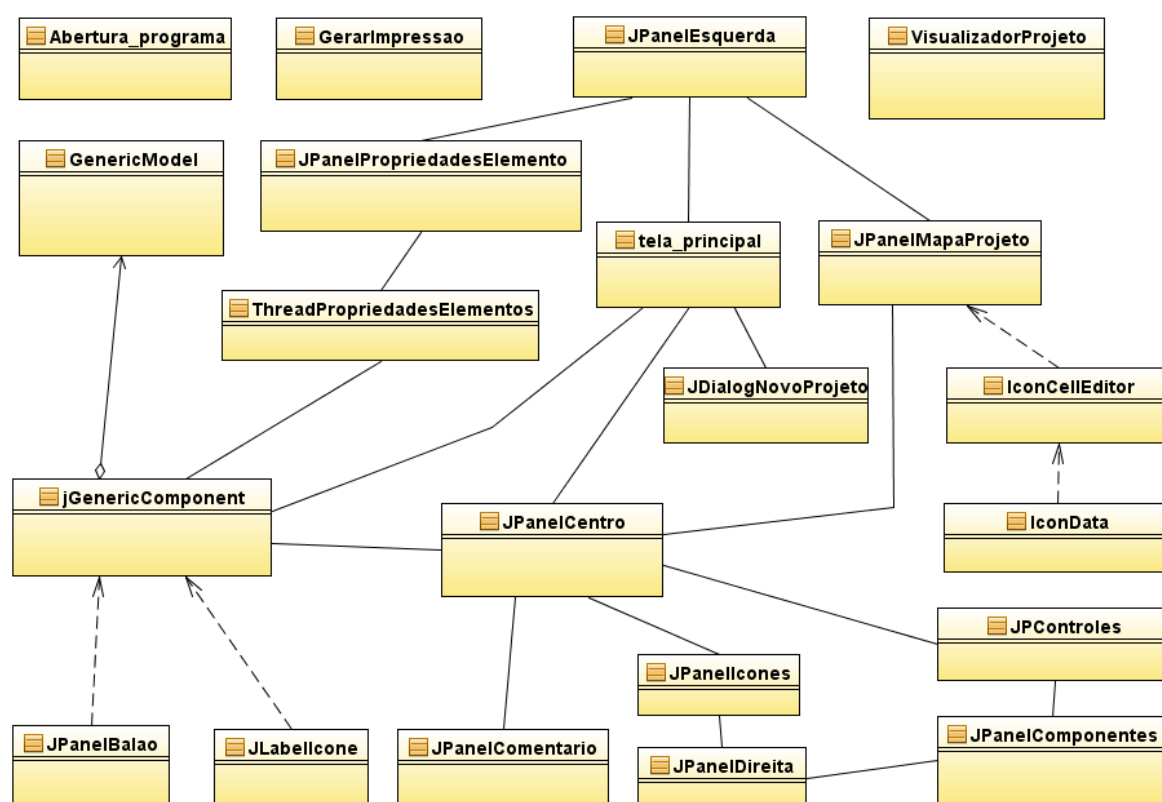 Abertura_programa
GerarImpressao
JPanelEsquerda
VisualizadorProjeto
GenericModel
JPanelPropriedadesElemento
tela_principal
JPanelMapaProjeto
ThreadPropriedadesElementos
JDialogNovoProjeto
IconCellEditor
jGenericComponent
JPanelCentro
IconData
JPControles
JPanelIcones
JPanelBalao
JLabelIcone
JPanelComentario
JPanelDireita
JPanelComponentes